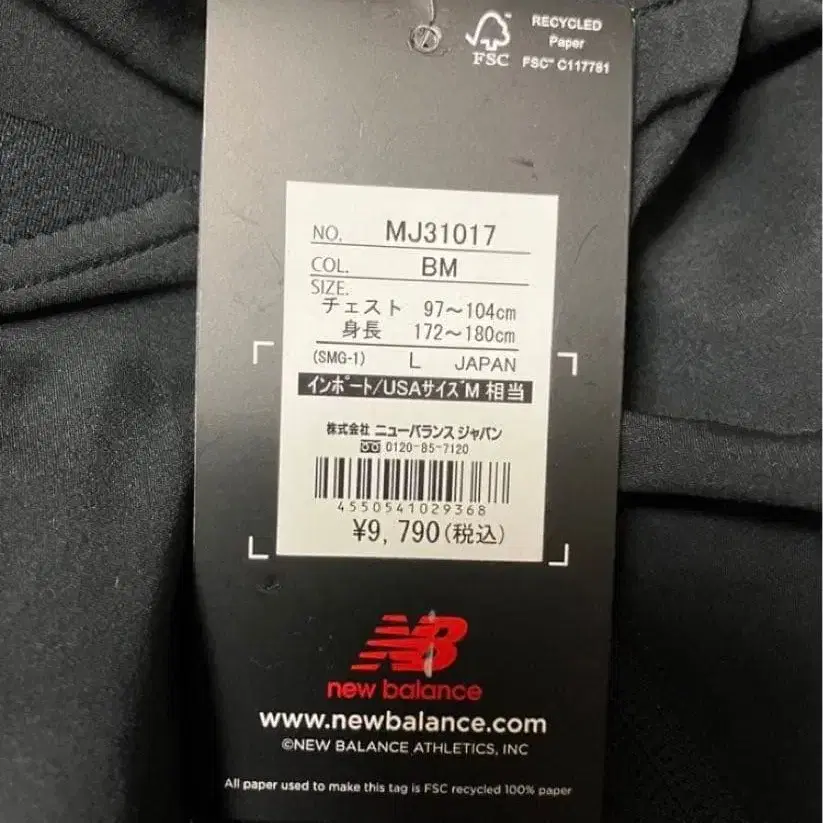 RECYCLED
Paper
FSC
FSC™ C117781
NO. MJ31017
COL. BM
SIZE.
チェスト 97～104cm
身長 172～180cm
(SMG-1) L JAPAN
インポート/USAサイズM 相当
株式会社 ニューバランス ジャパン
0120-85-7120
4550541029368
¥9,790(税込)
NB
new balance
www.newbalance.com
©NEW BALANCE ATHLETICS, INC
All paper used to make this tag is FSC recycled 100% paper